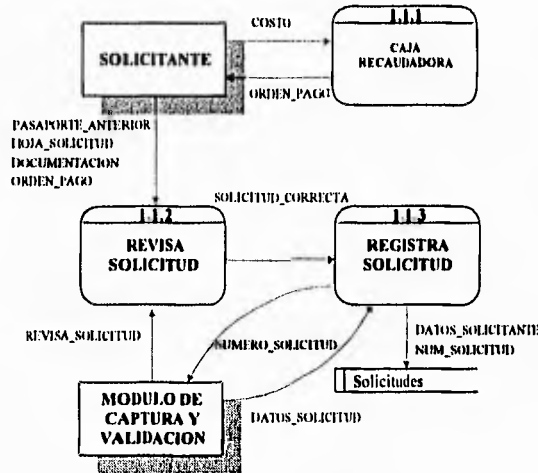 COSTO
1.1.1
SOLICITANTE
CAJA
RECAUDADORA
ORDEN_PAGO
PASAPORTE_ANTERIOR
HOJA_SOLICITUD
DOCUMENTACION
ORDEN_PAGO
SOLICITUD_CORRECTA
1.1.2
1.1.3
REVISA
SOLICITUD
REGISTRA
SOLICITUD
REVISA_SOLICITUD
NUMERO_SOLICITUD
DATOS_SOLICITANTE
NUM_SOLICITUD
Solicitudes
MODULO DE
CAPTURA Y
VALIDACION
DATOS_SOLICITUD